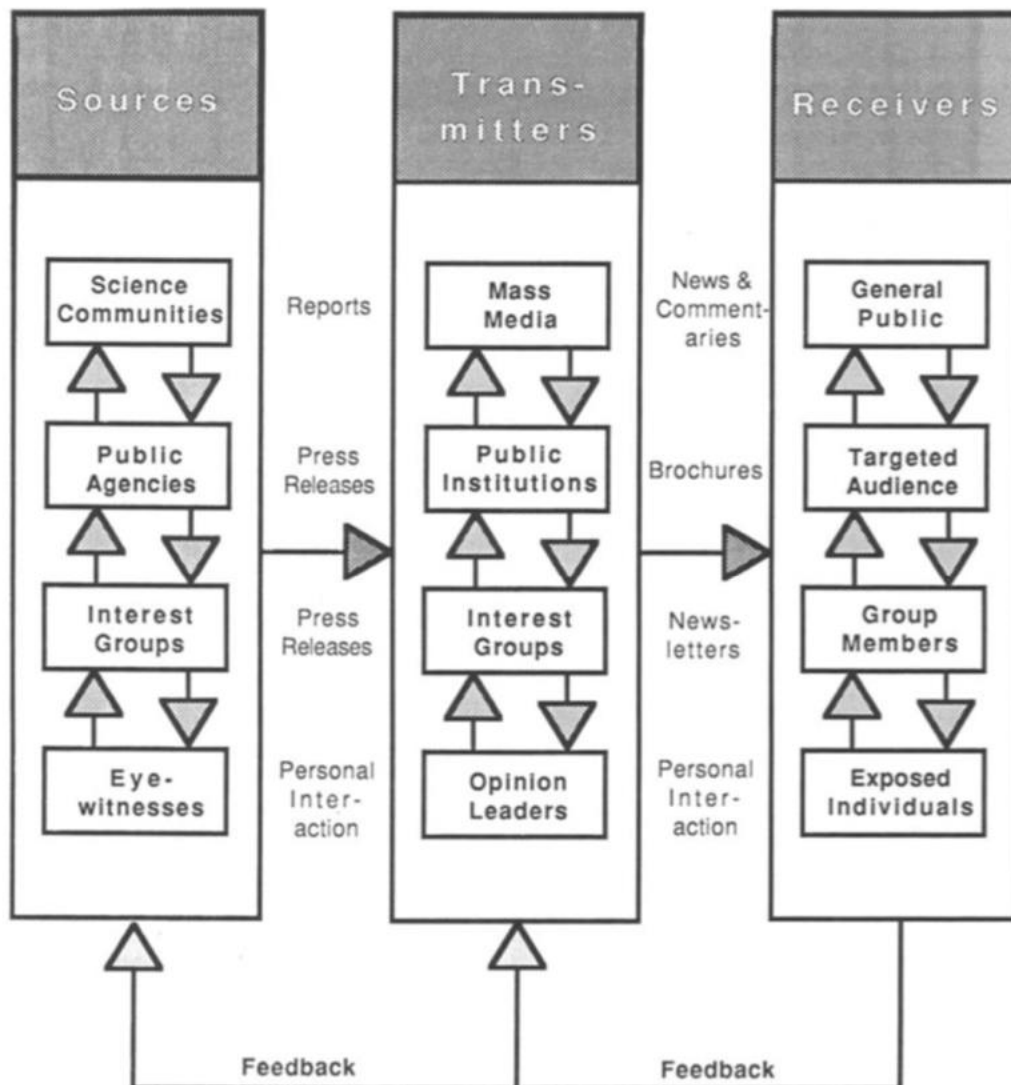 Sources
Trans-
mitters
Receivers
Science
Communities
Reports
Mass
Media
News &
Comment-
aries
General
Public
Public
Agencies
Press
Releases
Public
Institutions
Brochures
Targeted
Audience
Interest
Groups
Press
Releases
Interest
Groups
News-
letters
Group
Members
Eye-
witnesses
Personal
Inter-
action
Opinion
Leaders
Personal
Inter-
action
Exposed
Individuals
Feedback
Feedback